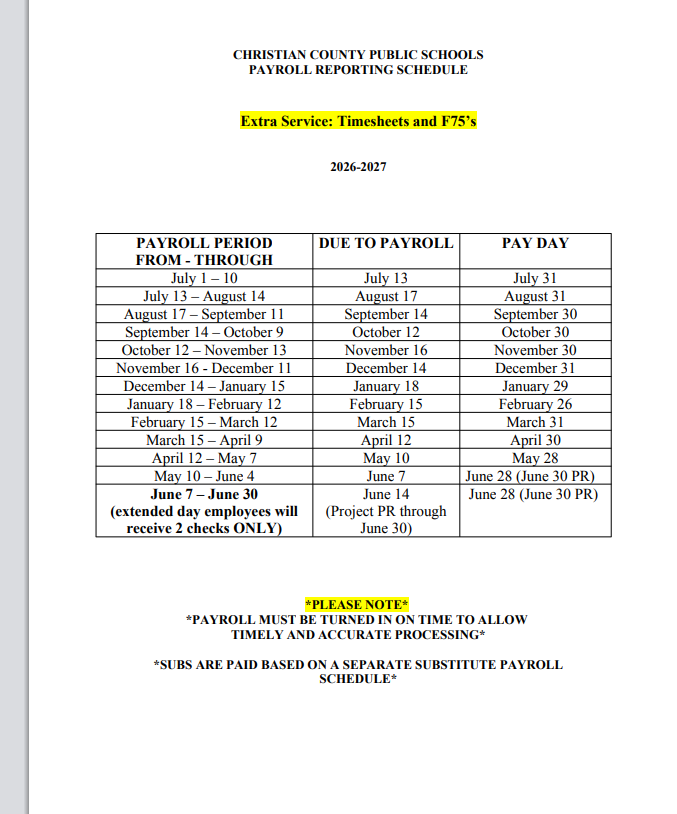 CHRISTIAN COUNTY PUBLIC SCHOOLS
PAYROLL REPORTING SCHEDULE
Extra Service: Timesheets and F75's
2026-2027
PAYROLL PERIOD FROM - THROUGH | DUE TO PAYROLL | PAY DAY
July 1 – 10 | July 13 | July 31
July 13 – August 14 | August 17 | August 31
August 17 – September 11 | September 14 | September 30
September 14 – October 9 | October 12 | October 30
October 12 – November 13 | November 16 | November 30
November 16 - December 11 | December 14 | December 31
December 14 – January 15 | January 18 | January 29
January 18 – February 12 | February 15 | February 26
February 15 – March 12 | March 15 | March 31
March 15 – April 9 | April 12 | April 30
April 12 – May 7 | May 10 | May 28
May 10 – June 4 | June 7 | June 28 (June 30 PR)
June 7 – June 30 (extended day employees will receive 2 checks ONLY) | June 14 (Project PR through June 30) | June 28 (June 30 PR)
*PLEASE NOTE*
*PAYROLL MUST BE TURNED IN ON TIME TO ALLOW
TIMELY AND ACCURATE PROCESSING*
*SUBS ARE PAID BASED ON A SEPARATE SUBSTITUTE PAYROLL
SCHEDULE*